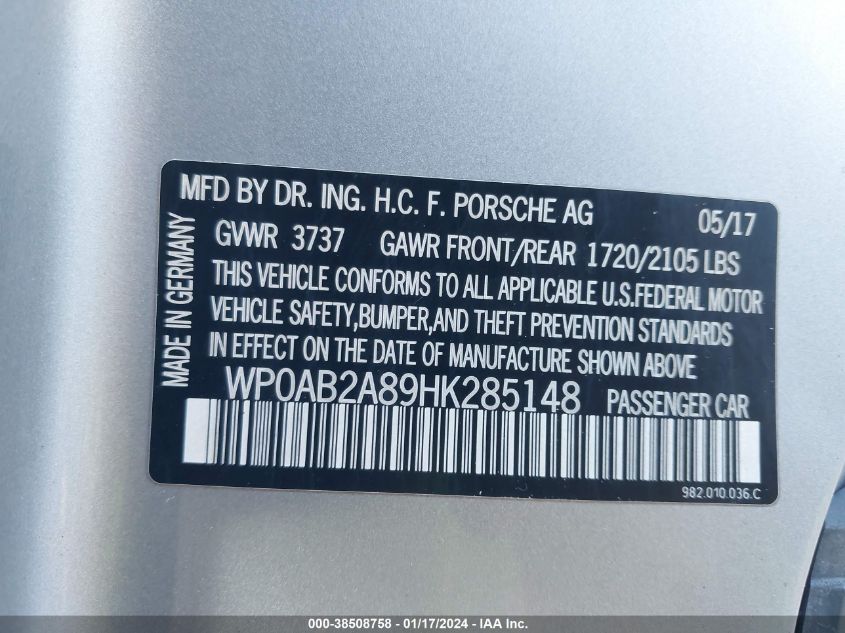 MFD BY DR. ING. H.C. F. PORSCHE AG 05/17
GVWR 3737 GAWR FRONT/REAR 1720/2105 LBS
THIS VEHICLE CONFORMS TO ALL APPLICABLE U.S.FEDERAL MOTOR
VEHICLE SAFETY,BUMPER,AND THEFT PREVENTION STANDARDS
IN EFFECT ON THE DATE OF MANUFACTURE SHOWN ABOVE
WP0AB2A89HK285148 PASSENGER CAR
MADE IN GERMANY
982.010.036.C
000-38508758 - 01/17/2024 - IAA Inc.